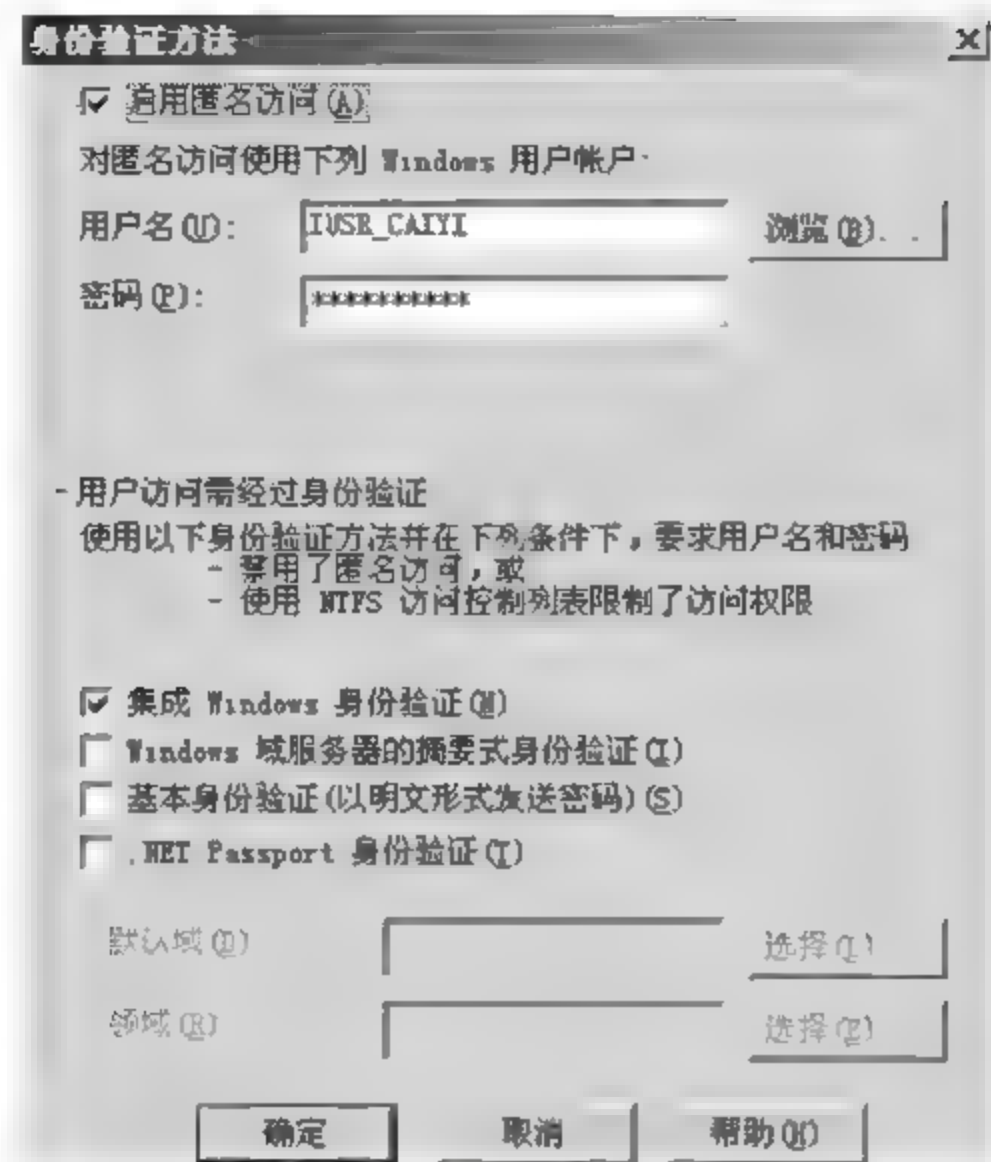 身份验证方法
启用匿名访问(A)
对匿名访问使用下列 Windows 用户帐户:
用户名(U): IUSR_CAIYI 浏览(B)...
密码(P): **********
用户访问需经过身份验证
使用以下身份验证方法并在下列条件下，要求用户名和密码
- 禁用了匿名访问，或
- 使用 NTFS 访问控制列表限制了访问权限
集成 Windows 身份验证(N)
Windows 域服务器的摘要式身份验证(I)
基本身份验证(以明文形式发送密码)(S)
.NET Passport 身份验证(T)
默认域(D) 选择(L)
领域(R) 选择(E)
确定 取消 帮助(H)